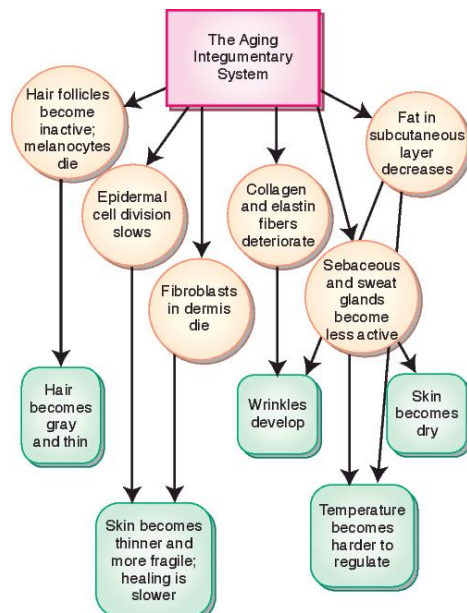 The Aging
Integumentary
System
Hair follicles
become
inactive;
melanocytes
die
Fat in
subcutaneous
layer
decreases
Epidermal
cell division
slows
Collagen
and elastin
fibers
deteriorate
Fibroblasts
in dermis
die
Sebaceous
and sweat
glands
become
less active
Hair
becomes
gray
and thin
Wrinkles
develop
Skin
becomes
dry
Skin becomes
thinner and
more fragile;
healing is
slower
Temperature
becomes
harder to
regulate